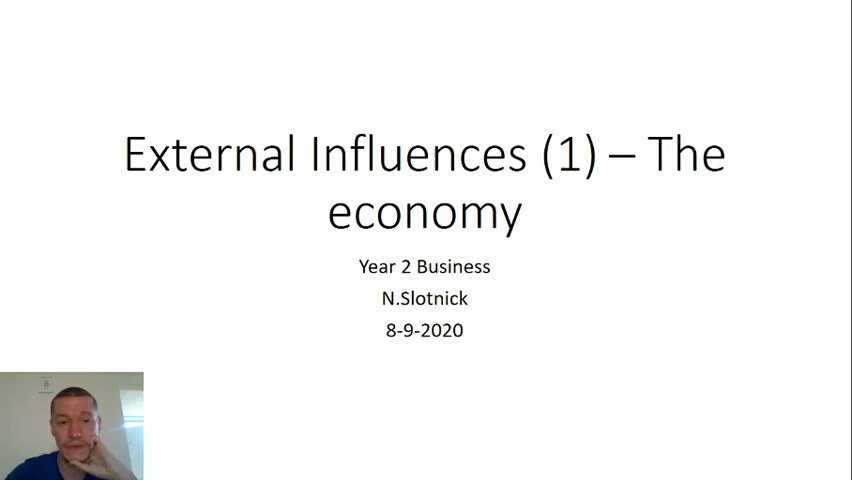 External Influences (1) – The
economy
Year 2 Business
N.Slotnick
8-9-2020